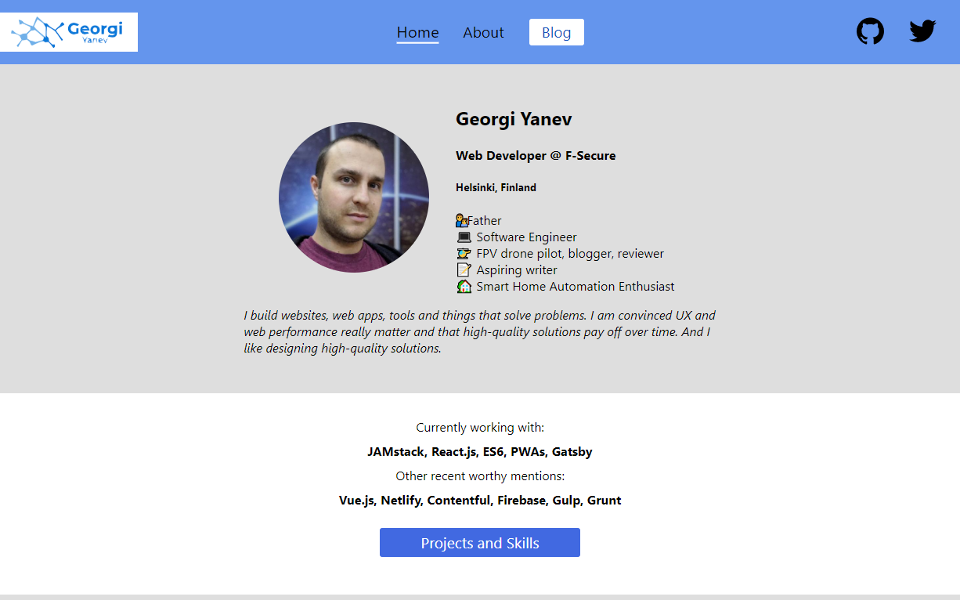 Georgi
Yanev
Home
About
Blog
Georgi Yanev
Web Developer @ F-Secure
Helsinki, Finland
Father
Software Engineer
FPV drone pilot, blogger, reviewer
Aspiring writer
Smart Home Automation Enthusiast
I build websites, web apps, tools and things that solve problems. I am convinced UX and
web performance really matter and that high-quality solutions pay off over time. And I
like designing high-quality solutions.
Currently working with:
JAMstack, React.js, ES6, PWAs, Gatsby
Other recent worthy mentions:
Vue.js, Netlify, Contentful, Firebase, Gulp, Grunt
Projects and Skills